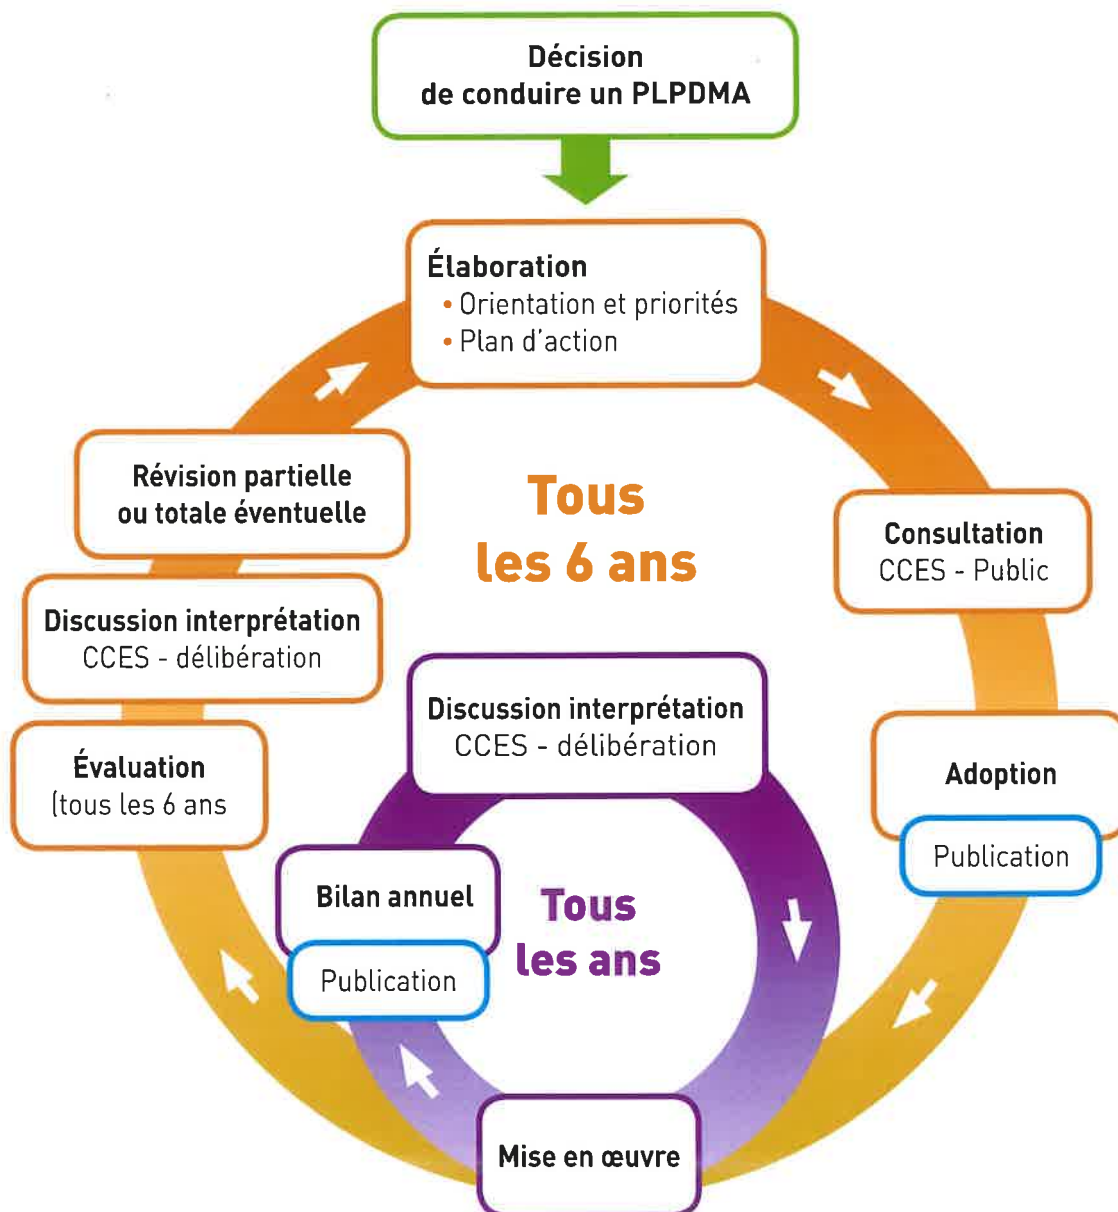 Décision
de conduire un PLPDMA
Élaboration
• Orientation et priorités
• Plan d'action
Révision partielle
ou totale éventuelle
Tous
les 6 ans
Consultation
CCES - Public
Discussion interprétation
CCES - délibération
Discussion interprétation
CCES - délibération
Évaluation
(tous les 6 ans
Adoption
Publication
Bilan annuel
Publication
Tous
les ans
Mise en œuvre